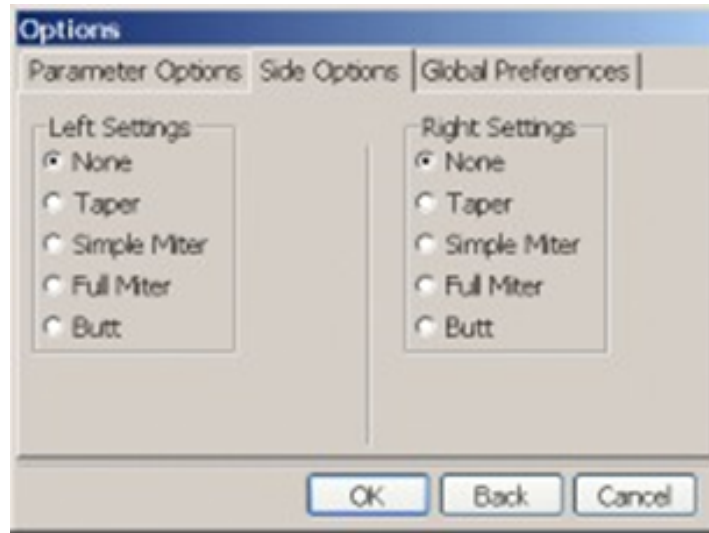 Options
Parameter Options Side Options Global Preferences
Left Settings
None
Taper
Simple Miter
Full Miter
Butt
Right Settings
None
Taper
Simple Miter
Full Miter
Butt
OK Back Cancel